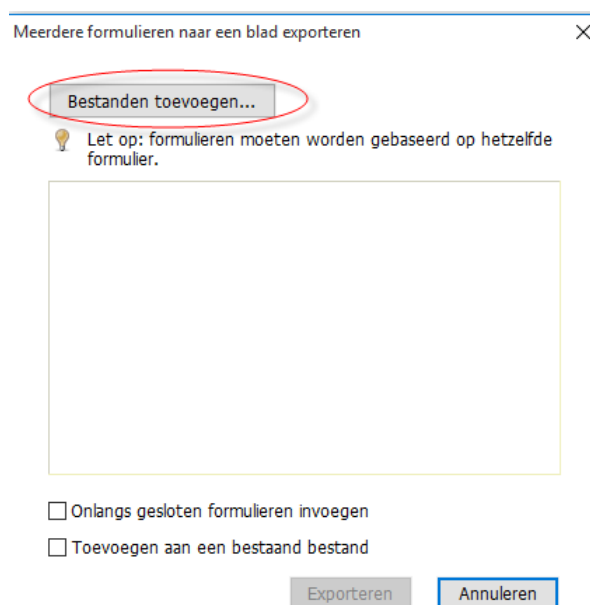 Meerdere formulieren naar een blad exporteren
Bestanden toevoegen...
Let op: formulieren moeten worden gebaseerd op hetzelfde
formulier.
Onlangs gesloten formulieren invoegen
Toevoegen aan een bestaand bestand
Exporteren
Annuleren